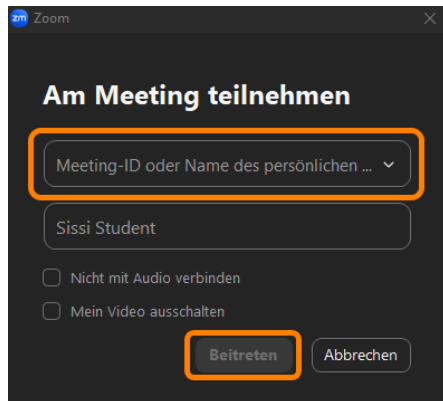 zm Zoom
Am Meeting teilnehmen
Meeting-ID oder Name des persönlichen ...
Sissi Student
Nicht mit Audio verbinden
Mein Video ausschalten
Beitreten Abbrechen